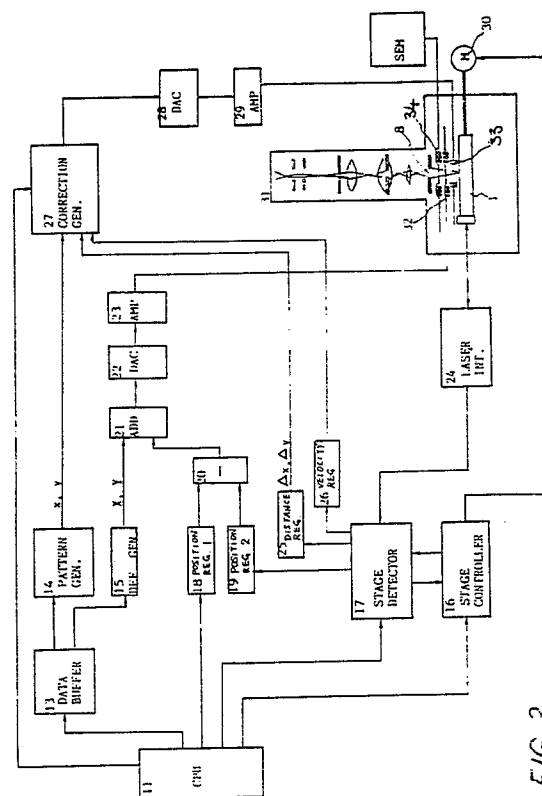 11
CPU
13
DATA
BUFFER
14
PATTERN
GEN.
15
DEF. GEN.
X, Y
X, Y
18 POSITION
REG. 1
19 POSITION
REG 2
20
—
21
ADD
22
DAC
23
AMP
25 DISTANCE
REG
Δx, Δy
26 VELOCITY
REG
27
CORRECTION
GEN.
28
DAC
29
AMP
17
STAGE
DETECTOR
16
STAGE
CONTROLLER
24
LASER
INT.
31
32
8
34
33
1
SEM
M
30
FIG. 3